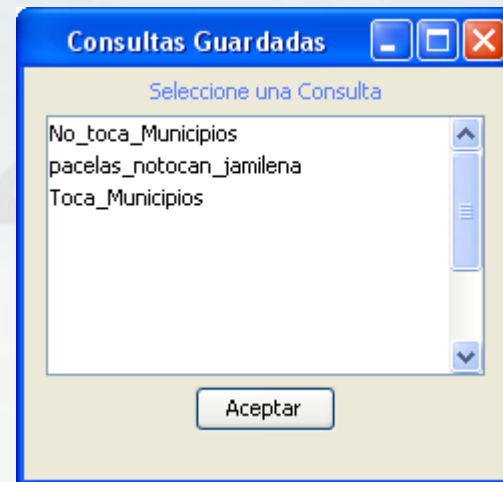 Consultas Guardadas
Seleccione una Consulta
No_toca_Municipios
pacelas_notocan_jamilena
Toca_Municipios
Aceptar